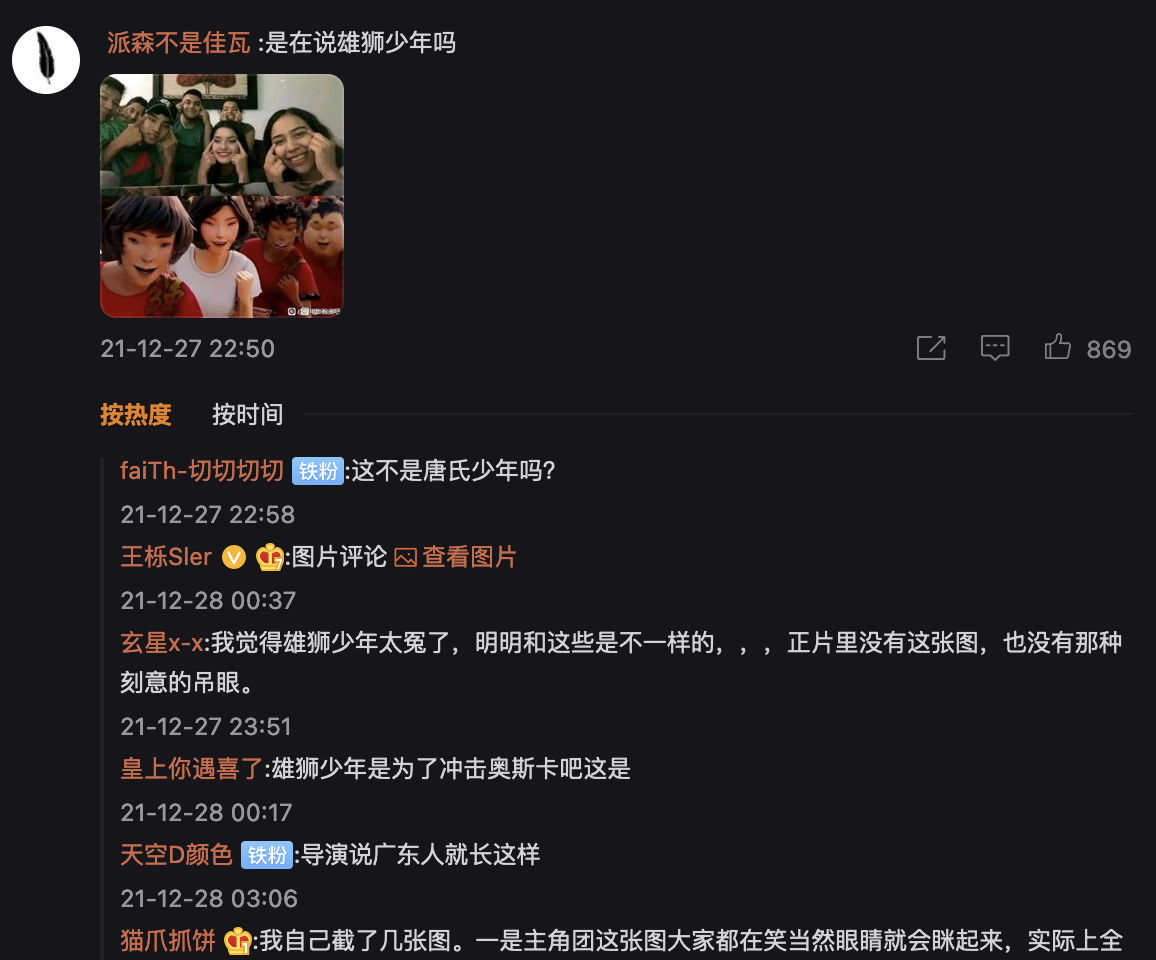 派森不是佳瓦 :是在说雄狮少年吗
21-12-27 22:50
869
按热度 按时间
faiTh-切切切切 铁粉:这不是唐氏少年吗?
21-12-27 22:58
王栎Sler :图片评论 查看图片
21-12-28 00:37
玄星x-x:我觉得雄狮少年太冤了，明明和这些是不一样的，，，正片里没有这张图，也没有那种
刻意的吊眼。
21-12-27 23:51
皇上你遇喜了:雄狮少年是为了冲击奥斯卡吧这是
21-12-28 00:17
天空D颜色 铁粉:导演说广东人就长这样
21-12-28 03:06
猫爪抓饼 :我自己截了几张图。一是主角团这张图大家都在笑当然眼睛就会眯起来，实际上全